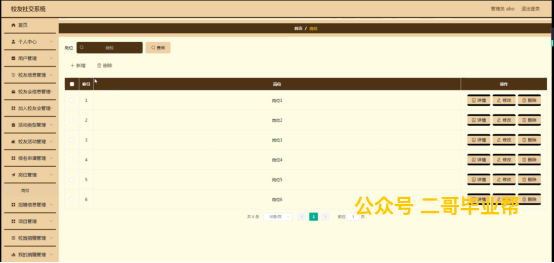 校友社交系统
管理员 abo 退出登录
首页
首页 / 岗位
个人中心
用户管理
校友信息管理
校友会信息管理
加入校友会管理
活动类型管理
校友活动管理
报名申请管理
岗位管理
岗位
招聘信息管理
项目管理
校友捐赠管理
我的捐赠管理
岗位 岗位 查询
+ 新增 删除
索引 岗位 操作
1 岗位1 详情 修改 删除
2 岗位2 详情 修改 删除
3 岗位3 详情 修改 删除
4 岗位4 详情 修改 删除
5 岗位5 详情 修改 删除
6 岗位6 详情 修改 删除
共 6 条 10条/页 < 1 > 前往 1 页
公众号 二哥毕业帮